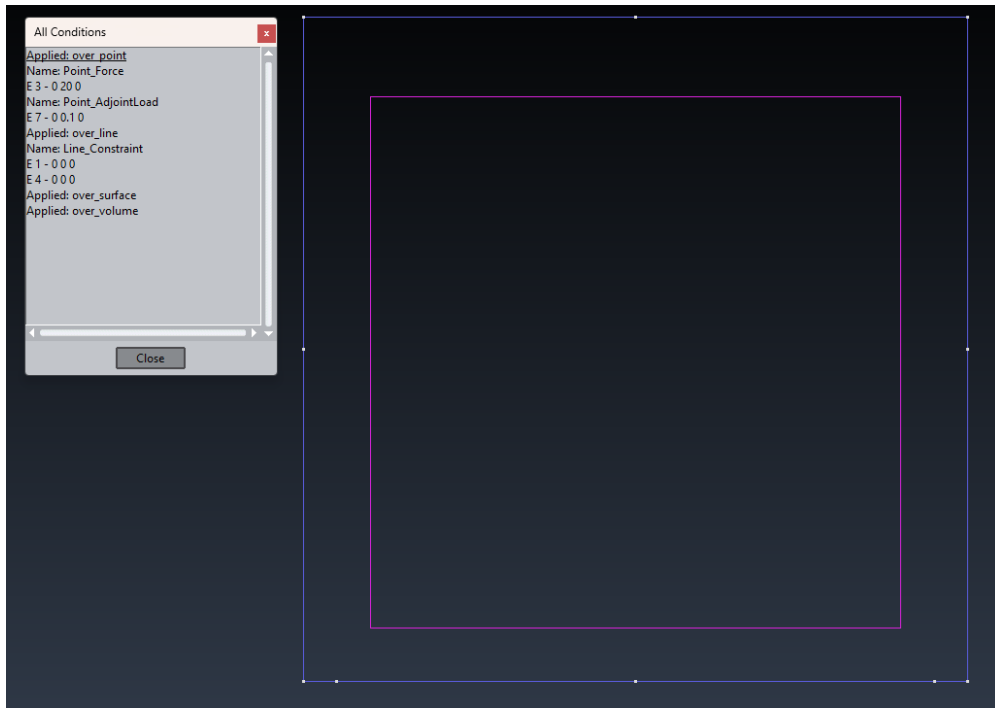 All Conditions
x
Applied: over_point
Name: Point_Force
E 3 - 0 20 0
Name: Point_AdjointLoad
E 7 - 0 0.1 0
Applied: over_line
Name: Line_Constraint
E 1 - 0 0 0
E 4 - 0 0 0
Applied: over_surface
Applied: over_volume
Close